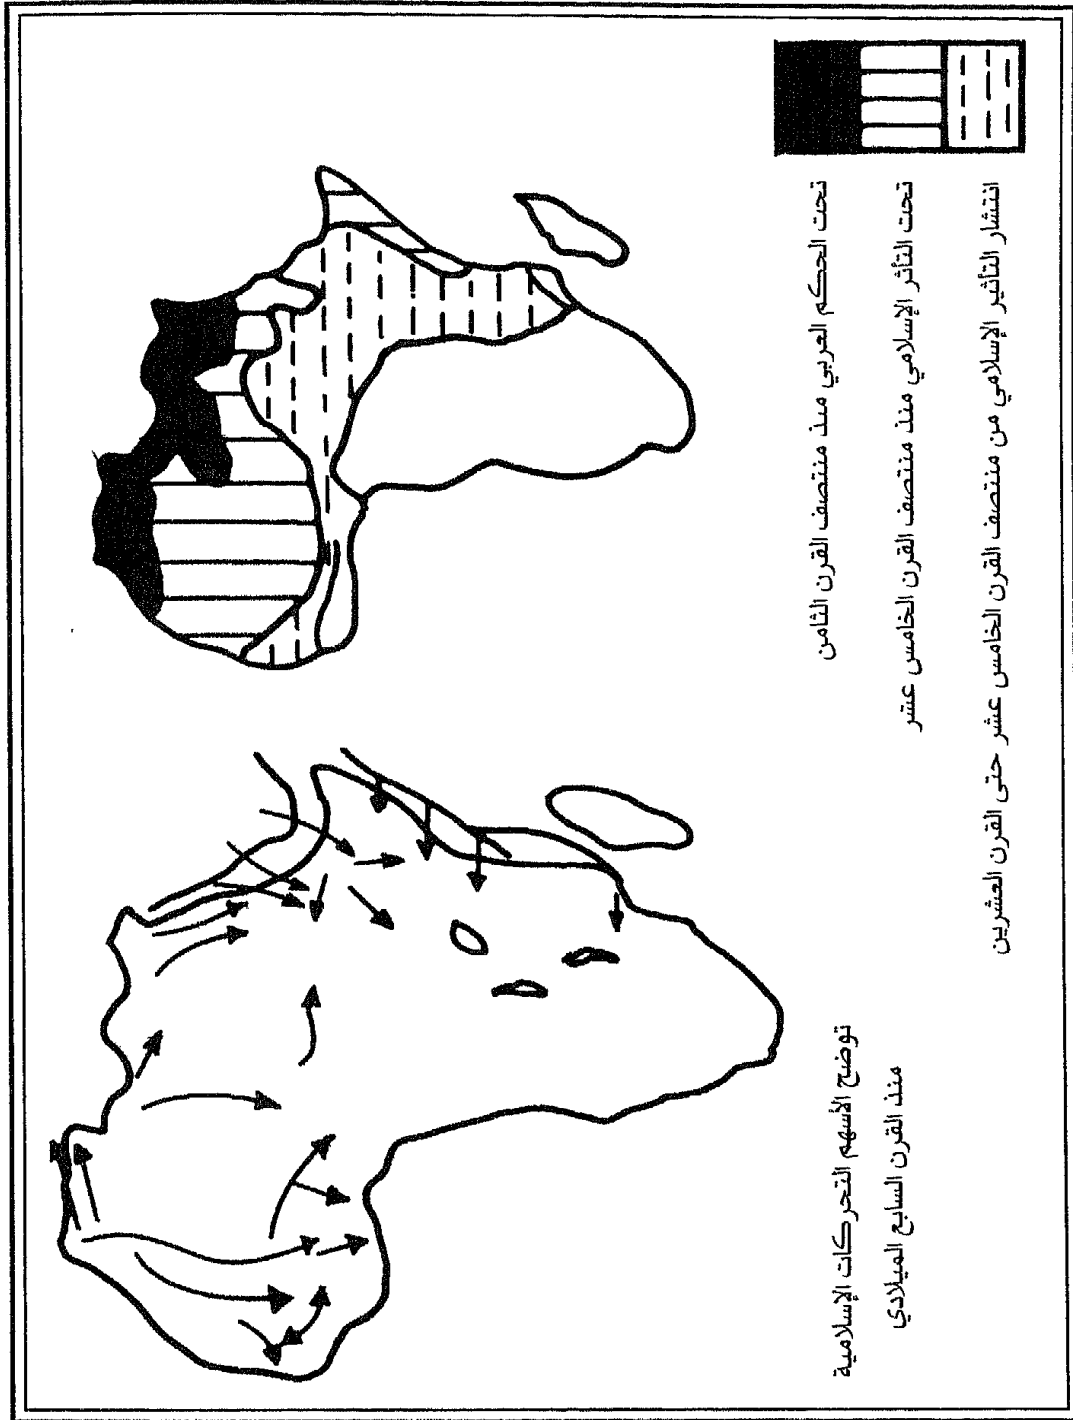 تحت الحكم العربي منذ منتصف القرن الثامن
تحت التأثر الإسلامي منذ منتصف القرن الخامس عشر
انتشار التأثير الإسلامي من منتصف القرن الخامس عشر حتى القرن العشرين
توضح الأسهم التحركات الإسلامية
منذ القرن السابع الميلادي